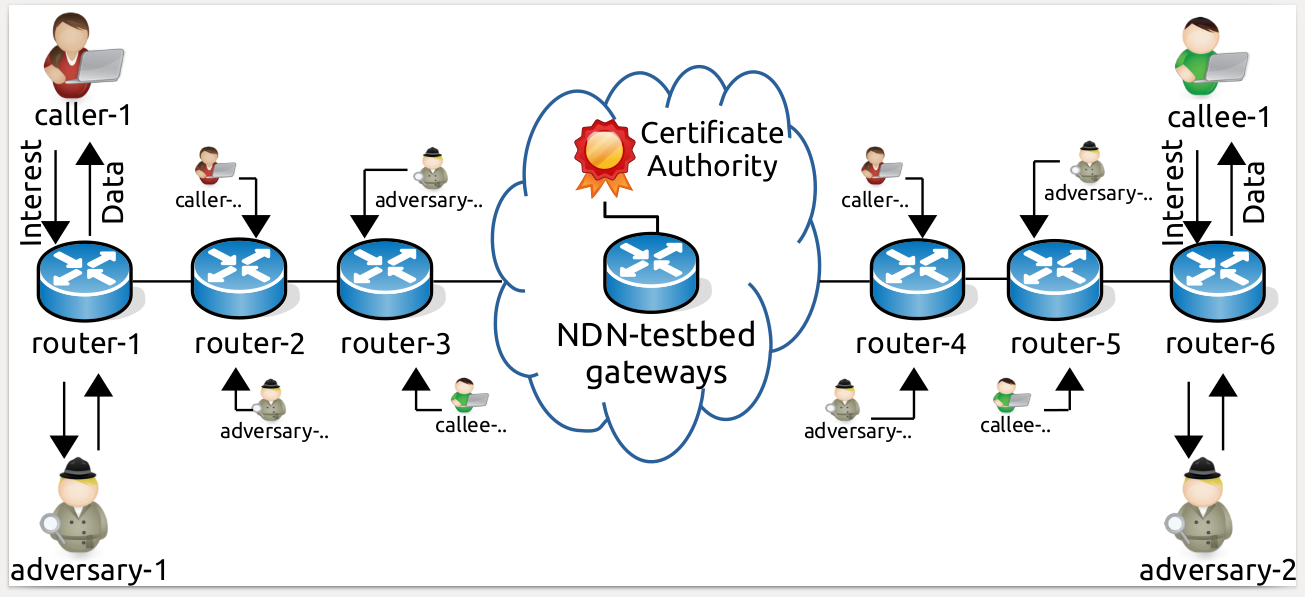 caller-1
Interest
Data
caller-..
adversary-..
Certificate
Authority
caller-..
adversary-..
callee-1
Interest
Data
router-1
router-2
router-3
NDN-testbed
gateways
router-4
router-5
router-6
adversary-..
callee-..
adversary-..
callee-..
adversary-1
adversary-2